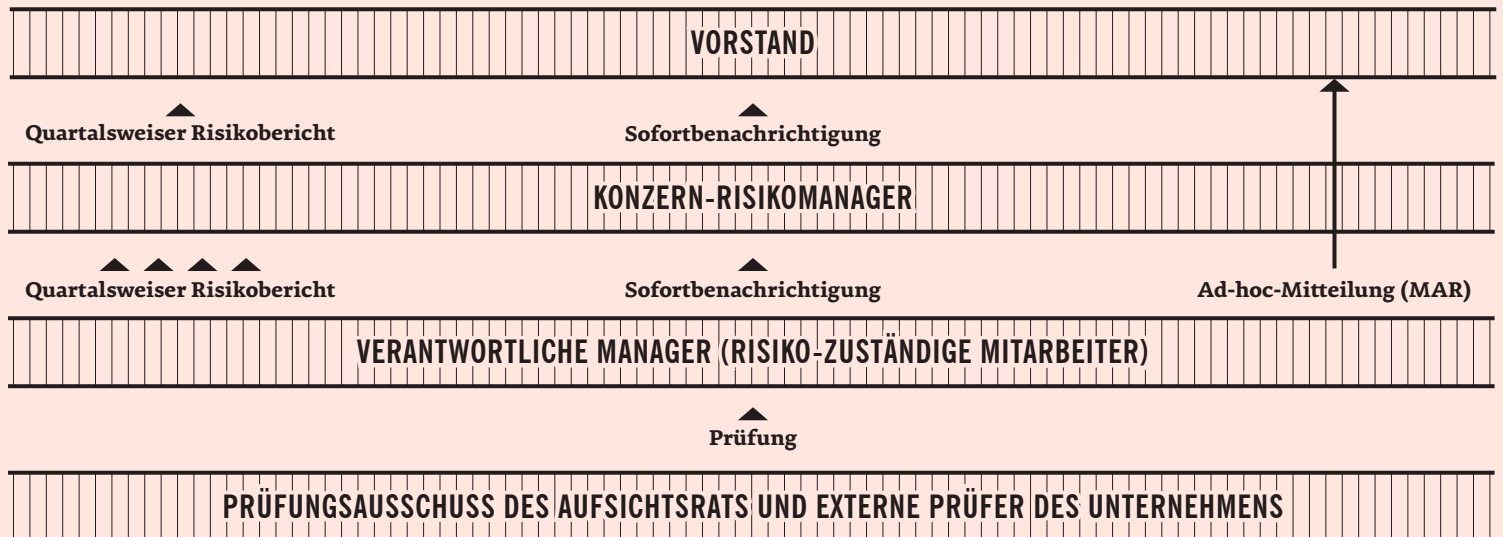 VORSTAND
Quartalsweiser Risikobericht
Sofortbenachrichtigung
KONZERN-RISIKOMANAGER
Quartalsweiser Risikobericht
Sofortbenachrichtigung
Ad-hoc-Mitteilung (MAR)
VERANTWORTLICHE MANAGER (RISIKO-ZUSTÄNDIGE MITARBEITER)
Prüfung
PRÜFUNGSAUSSCHUSS DES AUFSICHTSRATS UND EXTERNE PRÜFER DES UNTERNEHMENS